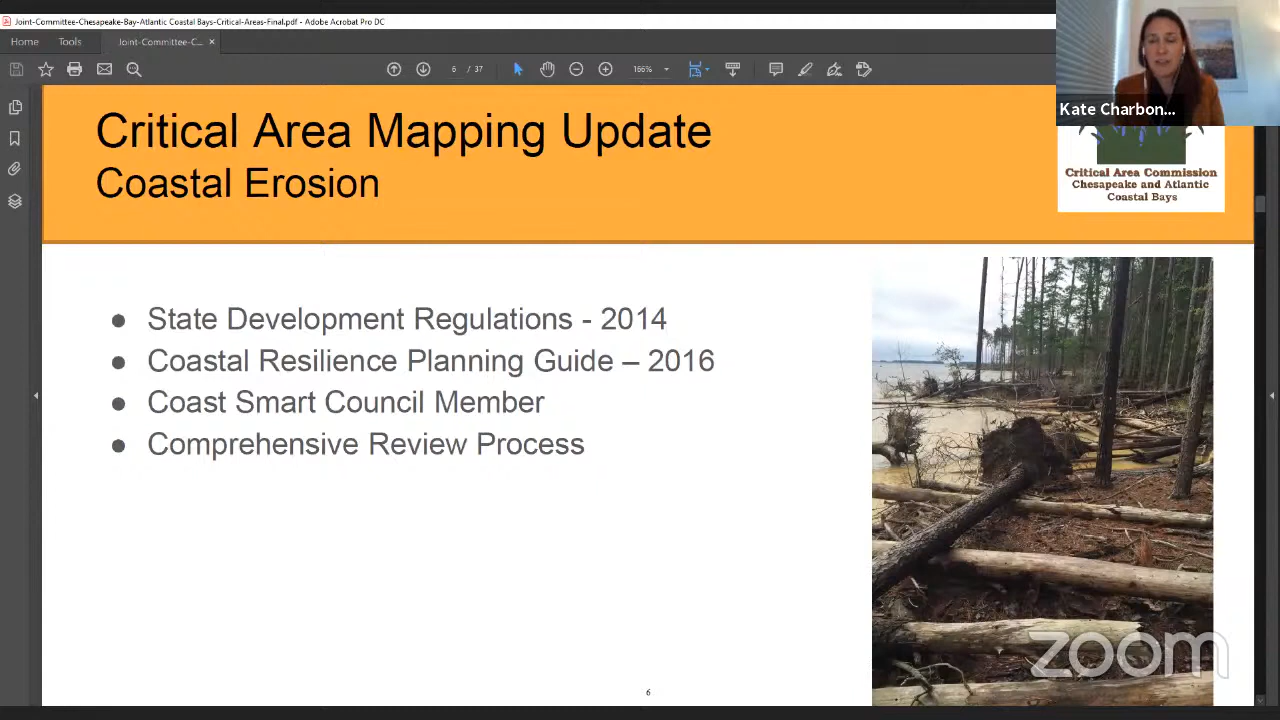 Joint-Committee-Chesapeake-Bay-Atlantic Coastal-Bays-Critical-Areas-Final.pdf - Adobe Acrobat Pro DC
Home Tools Joint-Committee-C... ×
6 / 37 166%
Kate Charbon...
Critical Area Mapping Update
Coastal Erosion
Critical Area Commission
Chesapeake and Atlantic
Coastal Bays
● State Development Regulations - 2014
● Coastal Resilience Planning Guide – 2016
● Coast Smart Council Member
● Comprehensive Review Process
zoom
6